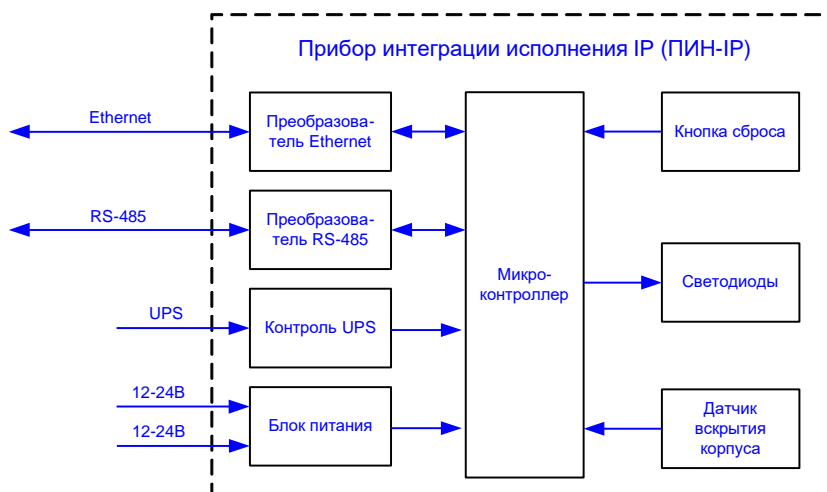 Прибор интеграции исполнения IP (ПИН-IP)
Ethernet
Преобразова-
тель Ethernet
Кнопка сброса
RS-485
Преобразова-
тель RS-485
Микро-
контроллер
Светодиоды
UPS
Контроль UPS
12-24В
12-24В
Блок питания
Датчик
вскрытия
корпуса